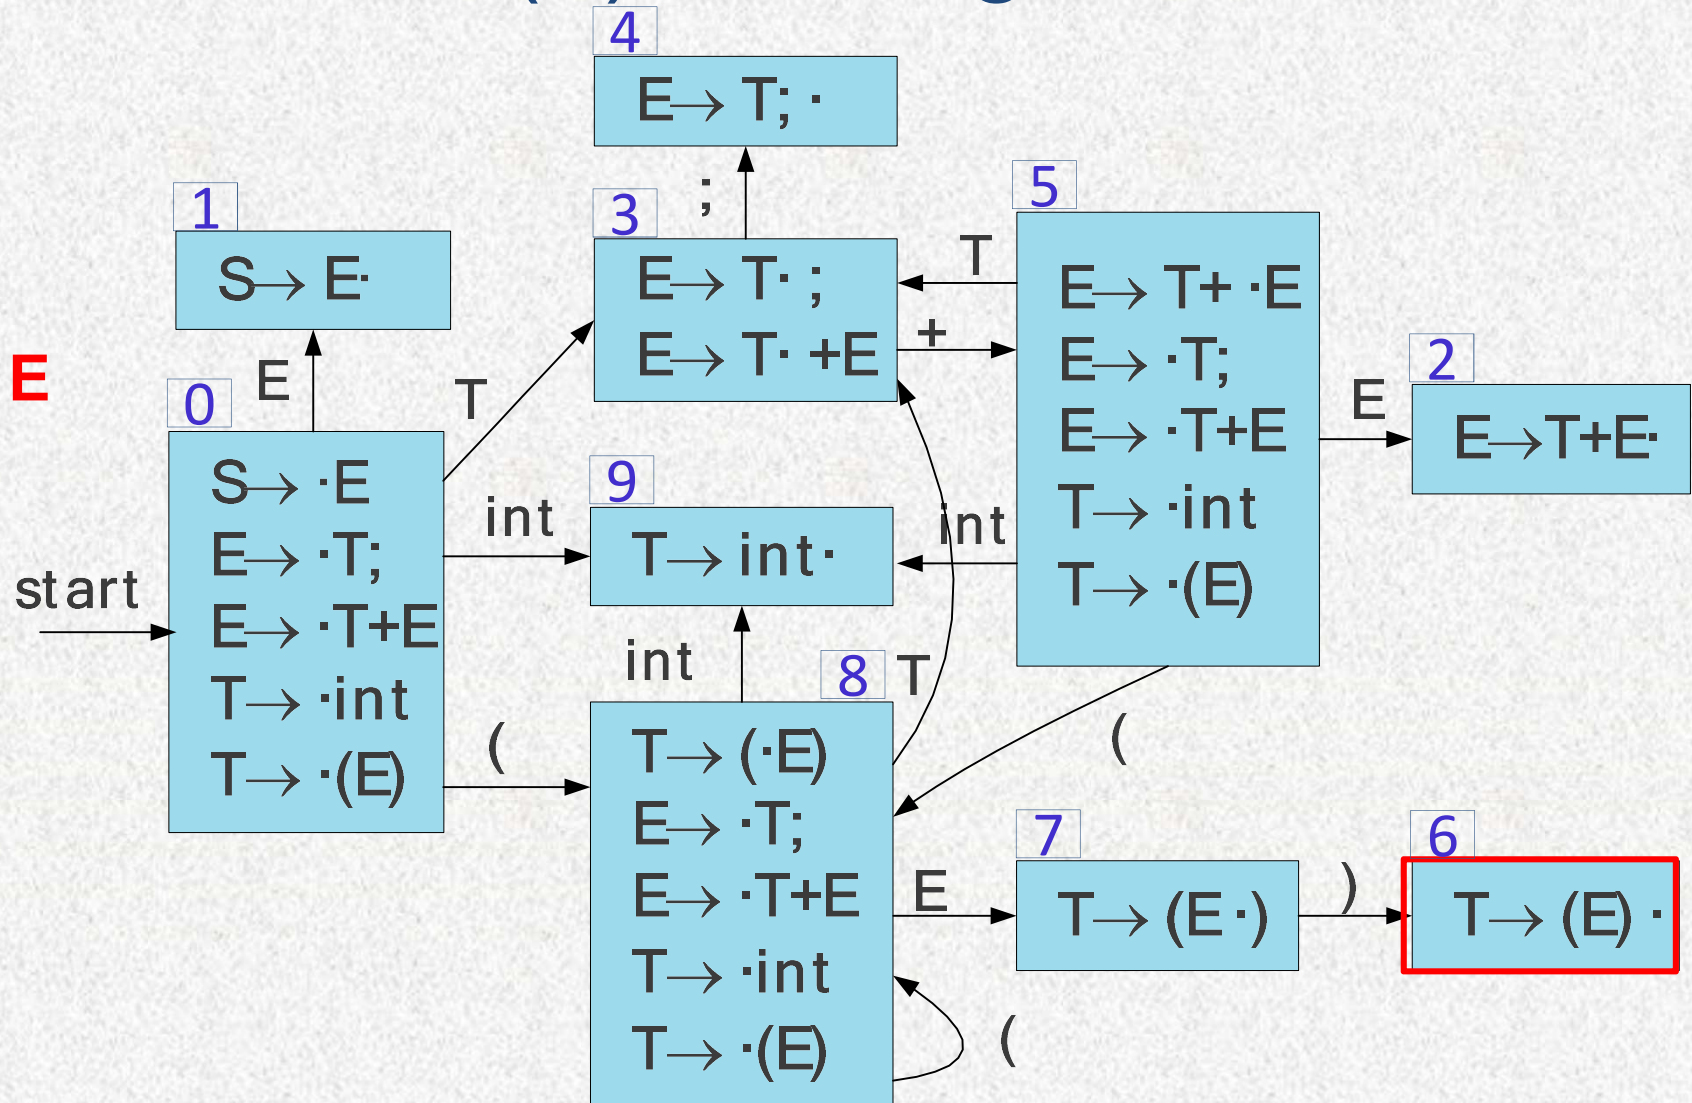 4
E→ T; ·
;
1
S→ E·
3
E→ T· ;
E→ T· +E
T
+
5
E→ T+ ·E
E→ ·T;
E→ ·T+E
T→ ·int
T→ ·(E)
E
2
E→T+E·
E
E
T
0
S→ ·E
E→ ·T;
E→ ·T+E
T→ ·int
T→ ·(E)
start
int
9
T→ int·
int
int
8
T
(
(
T→ (·E)
E→ ·T;
E→ ·T+E
T→ ·int
T→ ·(E)
E
7
T→ (E·)
)
6
T→ (E) ·
(